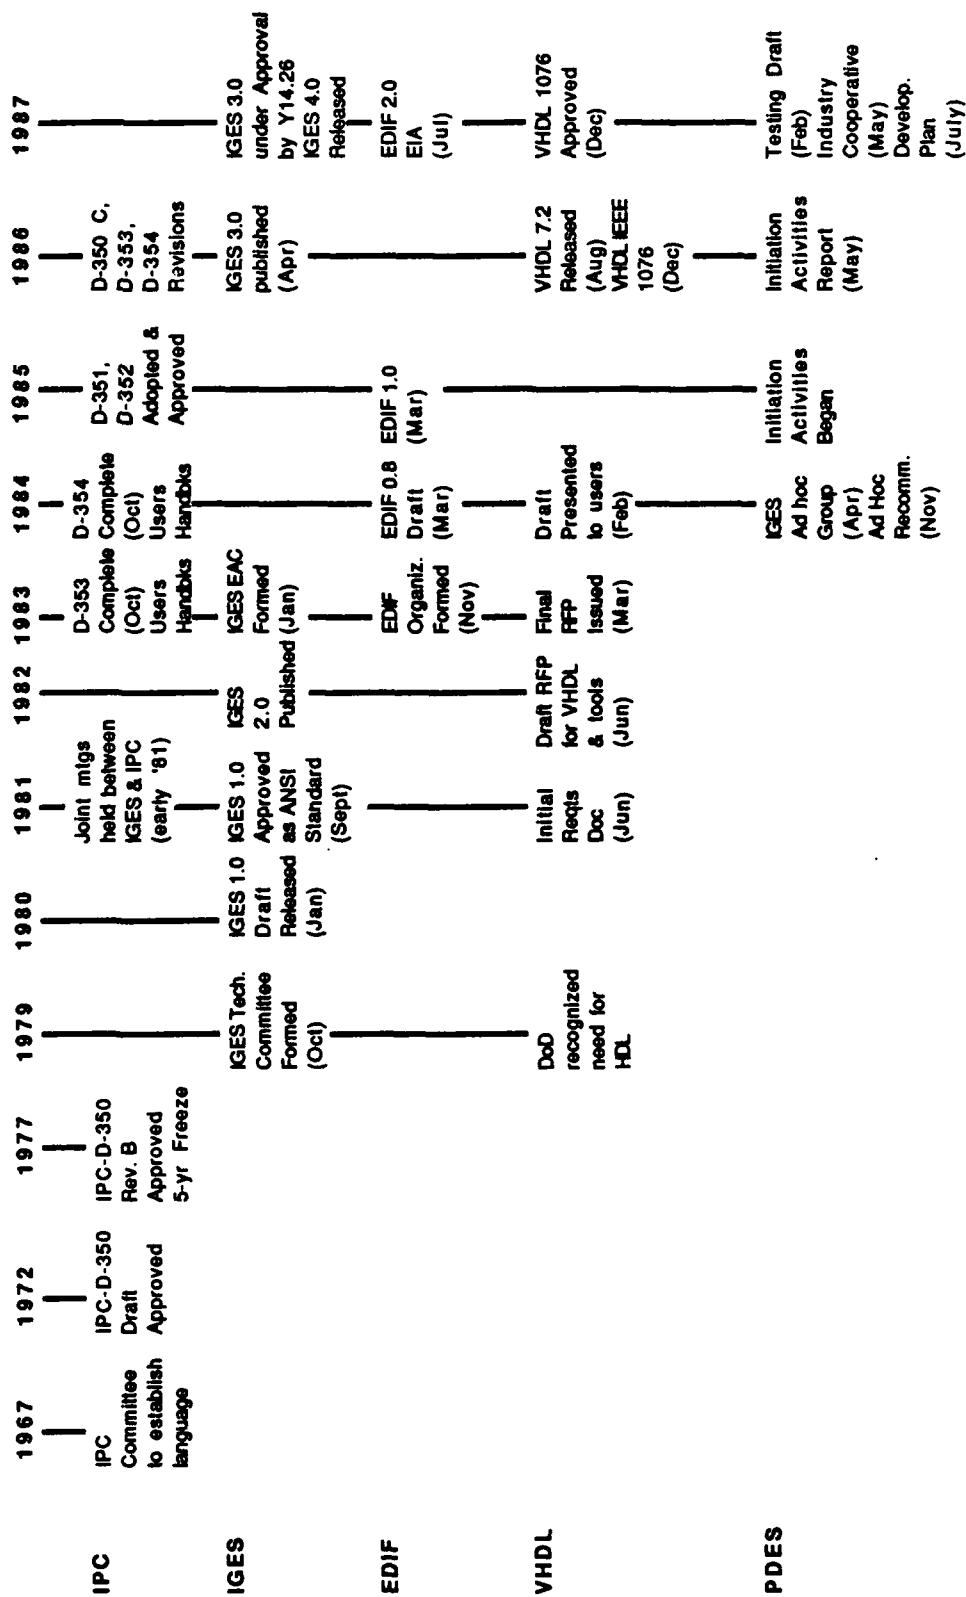 1967
1972
1977
1979
1980
1981
1982
1983
1984
1985
1986
1987
IPC
IPC
Committee
to establish
language
IPC-D-350
Draft
Approved
IPC-D-350
Rev. B
Approved
5-yr Freeze
Joint mtgs
held between
IGES & IPC
(early '81)
D-353
Complete
(Oct)
Users
Handbks
D-354
Complete
(Oct)
Users
Handbks
D-351,
D-352
Adopted &
Approved
D-350 C,
D-353,
D-354
Revisions
IGES
IGES Tech.
Committee
Formed
(Oct)
IGES 1.0
Draft
Released
(Jan)
IGES 1.0
Approved
as ANSI
Standard
(Sept)
IGES
2.0
Published
IGES EAC
Formed
(Jan)
IGES 3.0
published
(Apr)
IGES 3.0
under Approval
by Y14.26
IGES 4.0
Released
EDIF
EDIF
Organiz.
Formed
(Nov)
EDIF 0.8
Draft
(Mar)
EDIF 1.0
(Mar)
EDIF 2.0
EIA
(Jul)
VHDL
DoD
recognized
need for
HDL
Initial
Reqts
Doc
(Jun)
Draft RFP
for VHDL
& tools
(Jun)
Final
RFP
Issued
(Mar)
Draft
Presented
to users
(Feb)
VHDL 7.2
Released
(Aug)
VHDL IEEE
1076
(Dec)
VHDL 1076
Approved
(Dec)
PDES
IGES
Ad hoc
Group
(Apr)
Ad Hoc
Recomm.
(Nov)
Initiation
Activities
Began
Initiation
Activities
Report
(May)
Testing Draft
(Feb)
Industry
Cooperative
(May)
Develop.
Plan
(July)